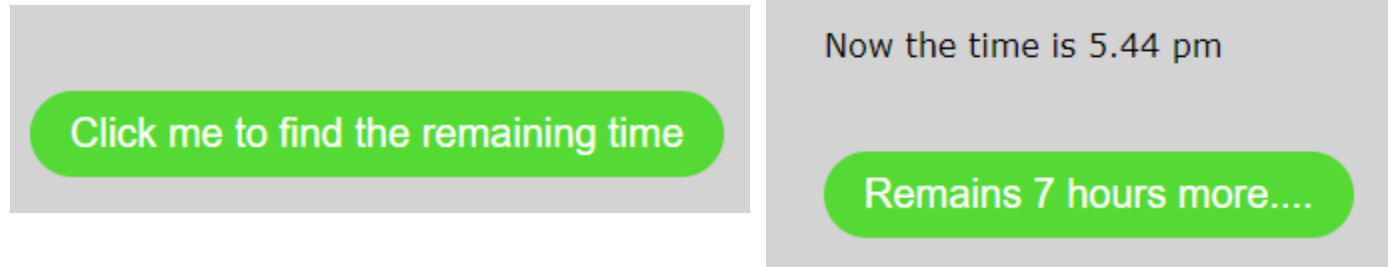 Click me to find the remaining time
Now the time is 5.44 pm
Remains 7 hours more....